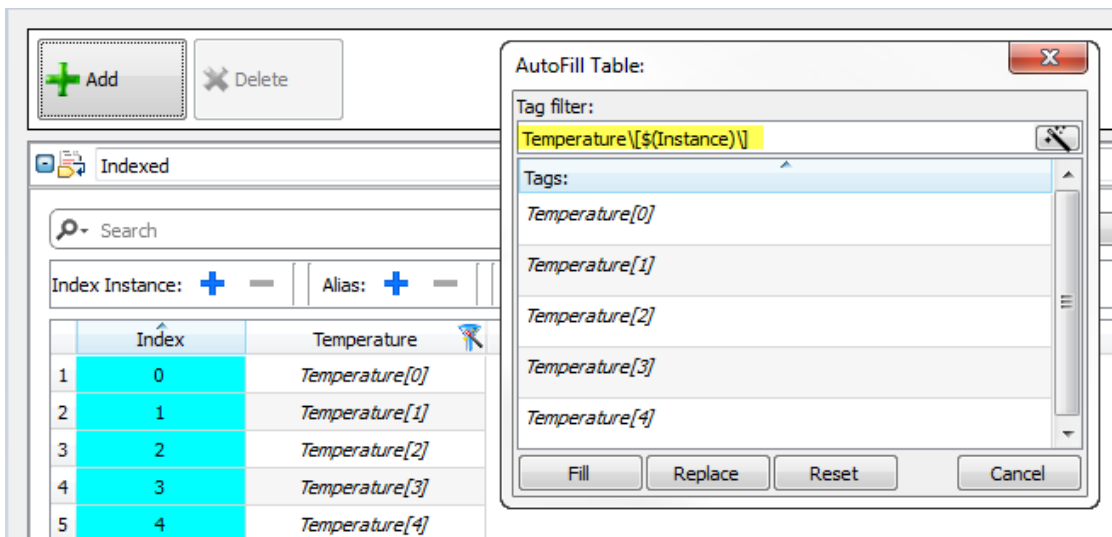 Add
Delete
Indexed
Search
Index Instance:
Alias:
Index Temperature
1 0 Temperature[0]
2 1 Temperature[1]
3 2 Temperature[2]
4 3 Temperature[3]
5 4 Temperature[4]
AutoFill Table:
Tag filter:
Temperature\[$(Instance)\]
Tags:
Temperature[0]
Temperature[1]
Temperature[2]
Temperature[3]
Temperature[4]
Fill Replace Reset Cancel